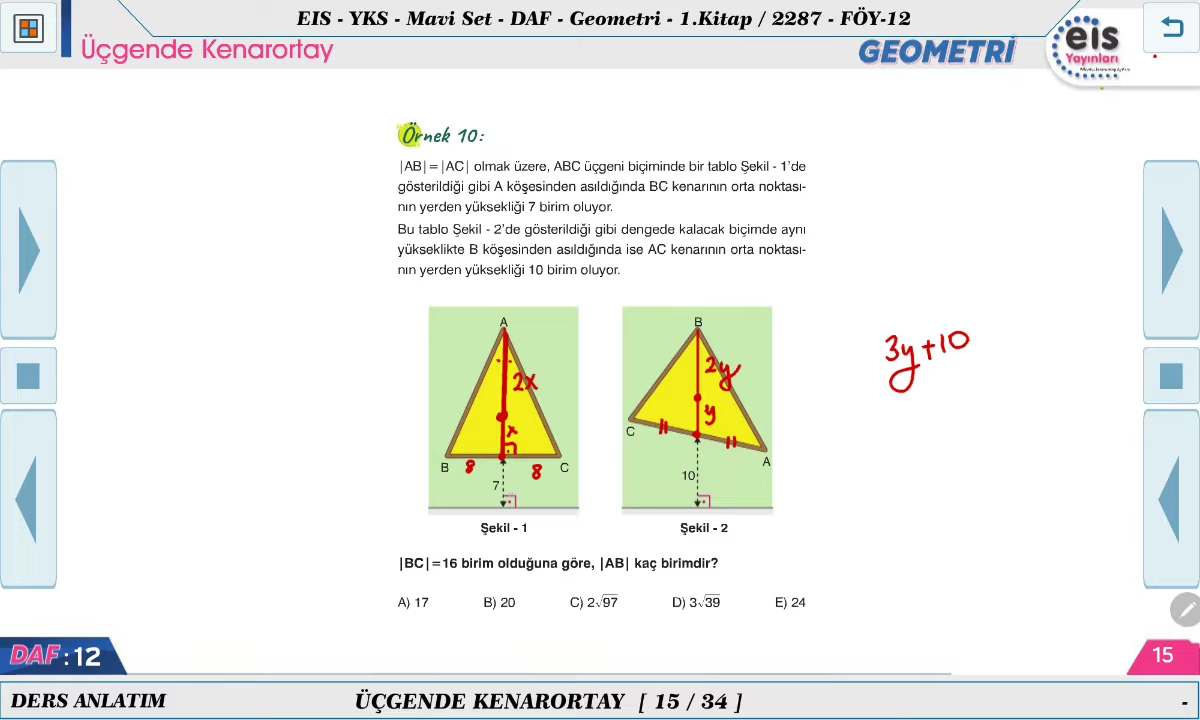 EIS - YKS - Mavi Set - DAF - Geometri - 1.Kitap / 2287 - FÖY-12
Üçgende Kenarortay
GEOMETRİ
eis
Yayınları
Örnek 10:
|AB|=|AC| olmak üzere, ABC üçgeni biçiminde bir tablo Şekil - 1'de
gösterildiği gibi A köşesinden asıldığında BC kenarının orta noktası-
nın yerden yüksekliği 7 birim oluyor.
Bu tablo Şekil - 2'de gösterildiği gibi dengede kalacak biçimde aynı
yükseklikte B köşesinden asıldığında ise AC kenarının orta noktası-
nın yerden yüksekliği 10 birim oluyor.
A
2x
x
B
8
8
C
7
Şekil - 1
B
2y
y
C
A
10
Şekil - 2
3y+10
|BC|=16 birim olduğuna göre, |AB| kaç birimdir?
A) 17 B) 20 C) 2√97 D) 3√39 E) 24
DAF:12
15
DERS ANLATIM
ÜÇGENDE KENARORTAY [ 15 / 34 ]
-